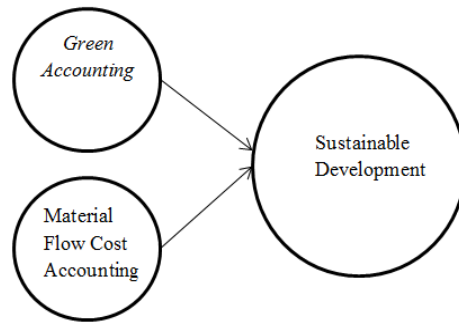 Green
Accounting
Sustainable
Development
Material
Flow Cost
Accounting